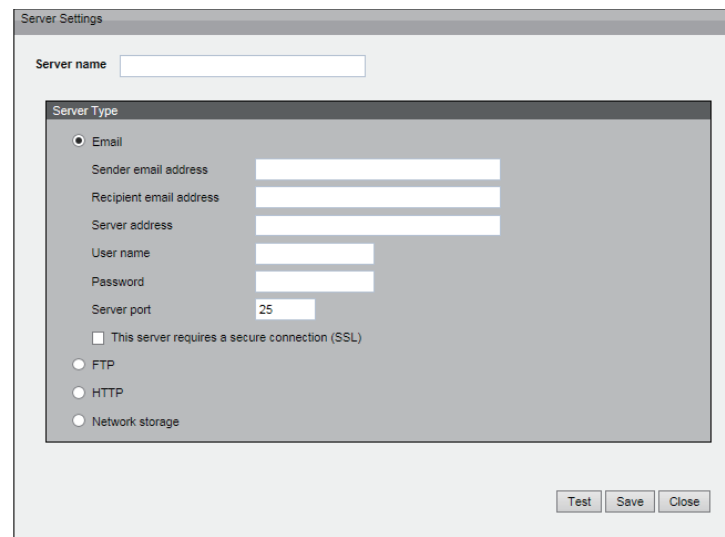 Server Settings
Server name
Server Type
Email
Sender email address
Recipient email address
Server address
User name
Password
Server port 25
This server requires a secure connection (SSL)
FTP
HTTP
Network storage
Test Save Close